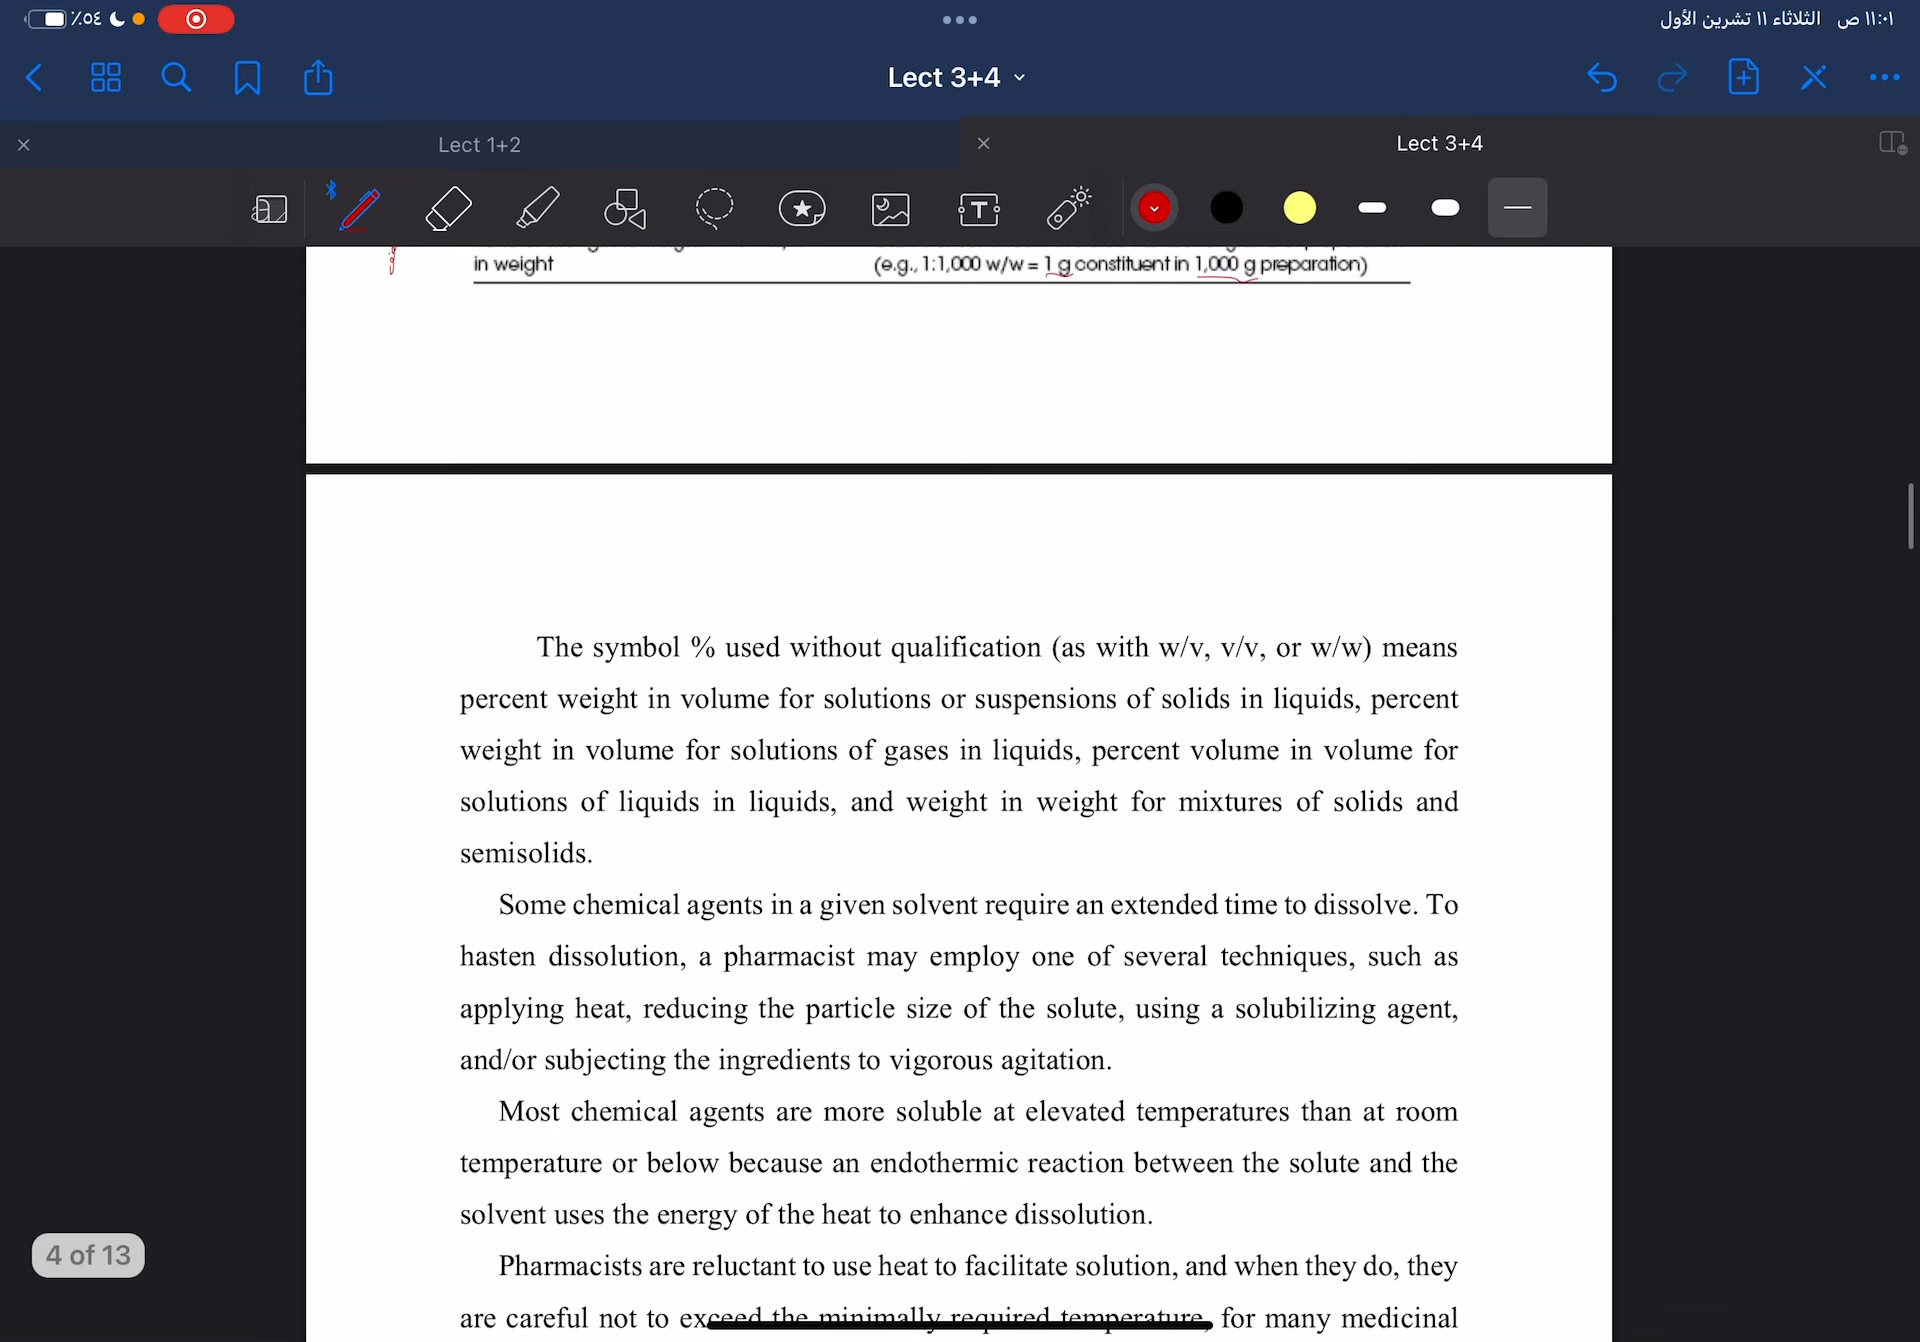 ٪٥٤
١١:٠١ ص الثلاثاء ١١ تشرين الأول
Lect 3+4
Lect 1+2
Lect 3+4
in weight
(e.g., 1:1,000 w/w = 1 g constituent in 1,000 g preparation)
The symbol % used without qualification (as with w/v, v/v, or w/w) means
percent weight in volume for solutions or suspensions of solids in liquids, percent
weight in volume for solutions of gases in liquids, percent volume in volume for
solutions of liquids in liquids, and weight in weight for mixtures of solids and
semisolids.
Some chemical agents in a given solvent require an extended time to dissolve. To
hasten dissolution, a pharmacist may employ one of several techniques, such as
applying heat, reducing the particle size of the solute, using a solubilizing agent,
and/or subjecting the ingredients to vigorous agitation.
Most chemical agents are more soluble at elevated temperatures than at room
temperature or below because an endothermic reaction between the solute and the
solvent uses the energy of the heat to enhance dissolution.
Pharmacists are reluctant to use heat to facilitate solution, and when they do, they
are careful not to exceed the minimally required temperature, for many medicinal
4 of 13